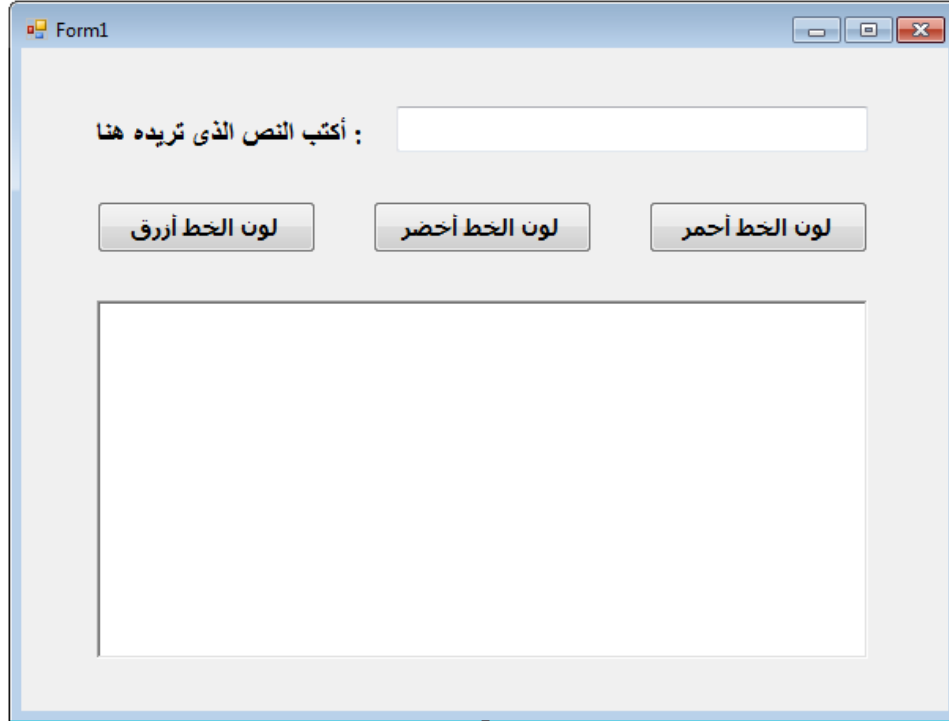 Form1
أكتب النص الذى تريده هنا :
لون الخط أحمر
لون الخط أخضر
لون الخط أزرق